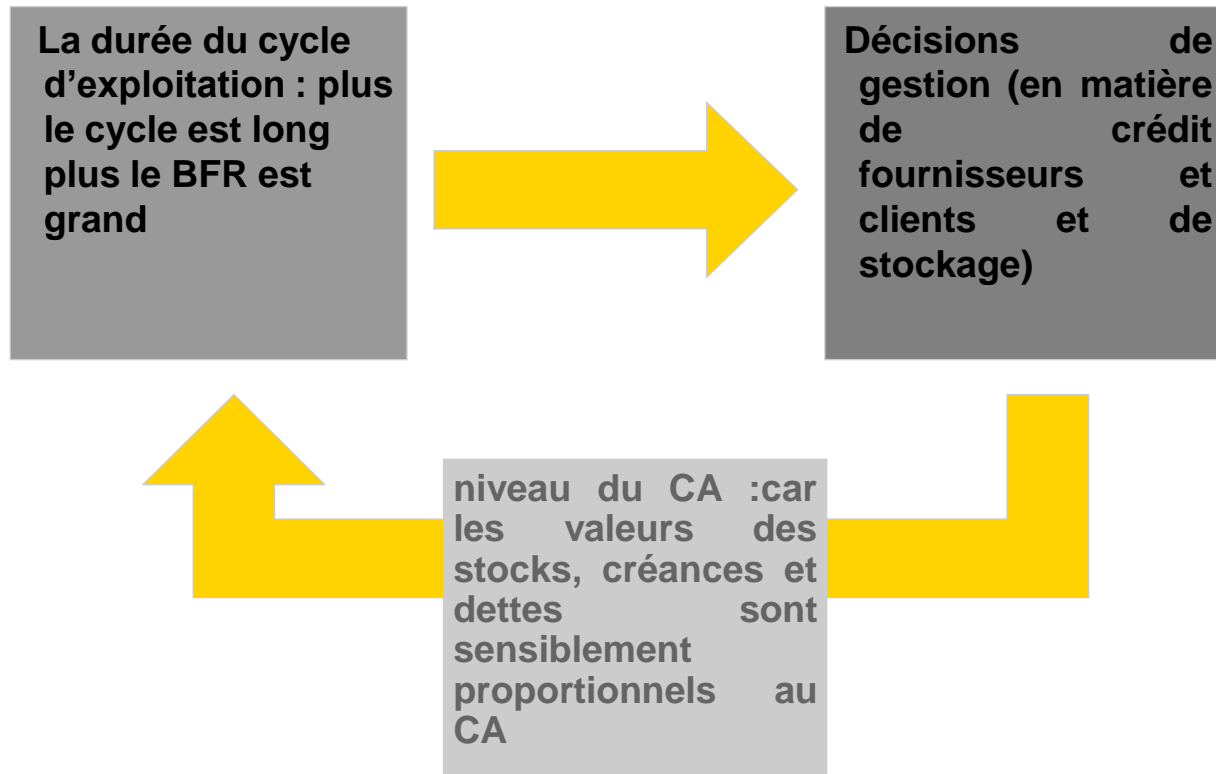 La durée du cycle
d’exploitation : plus
le cycle est long
plus le BFR est
grand
Décisions de
gestion (en matière
de crédit
fournisseurs et
clients et de
stockage)
niveau du CA :car
les valeurs des
stocks, créances et
dettes sont
sensiblement
proportionnels au
CA